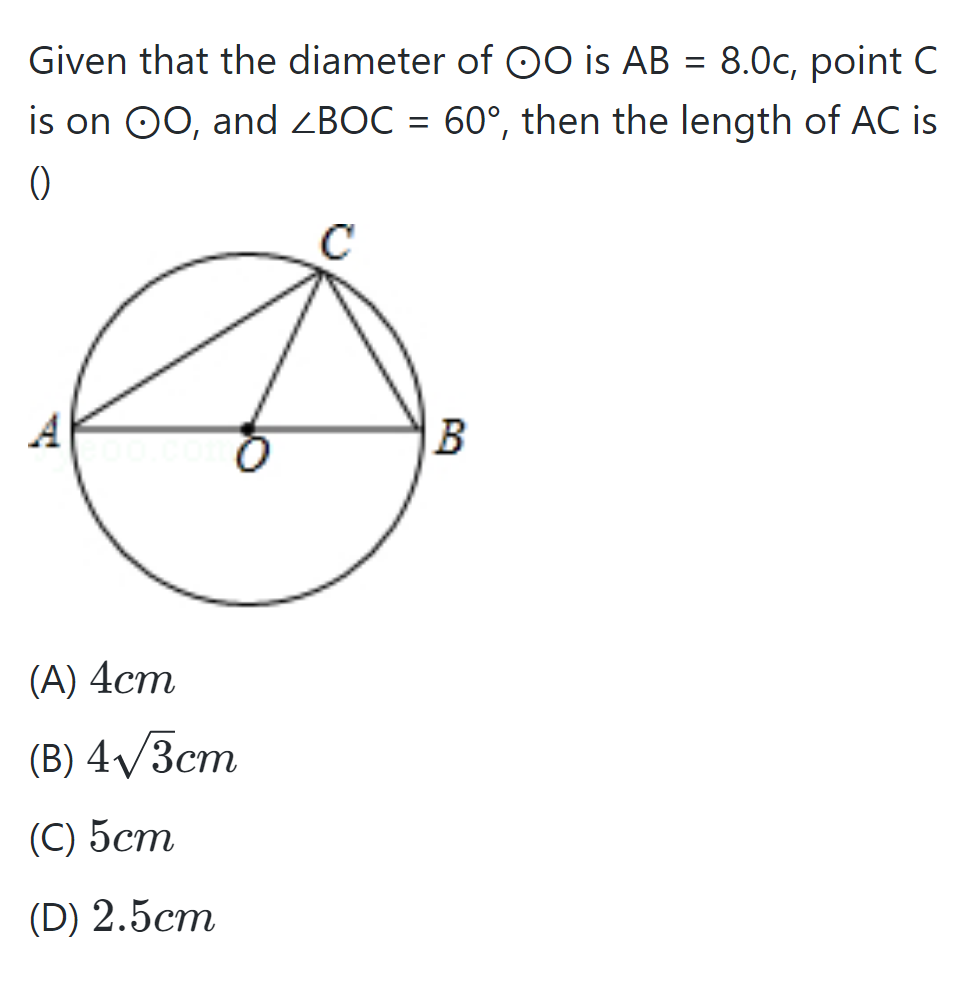 Given that the diameter of ⊙O is AB = 8.0c, point C
is on ⊙O, and ∠BOC = 60°, then the length of AC is
()
C
A
O
B
(A) 4cm
(B) 4√3cm
(C) 5cm
(D) 2.5cm